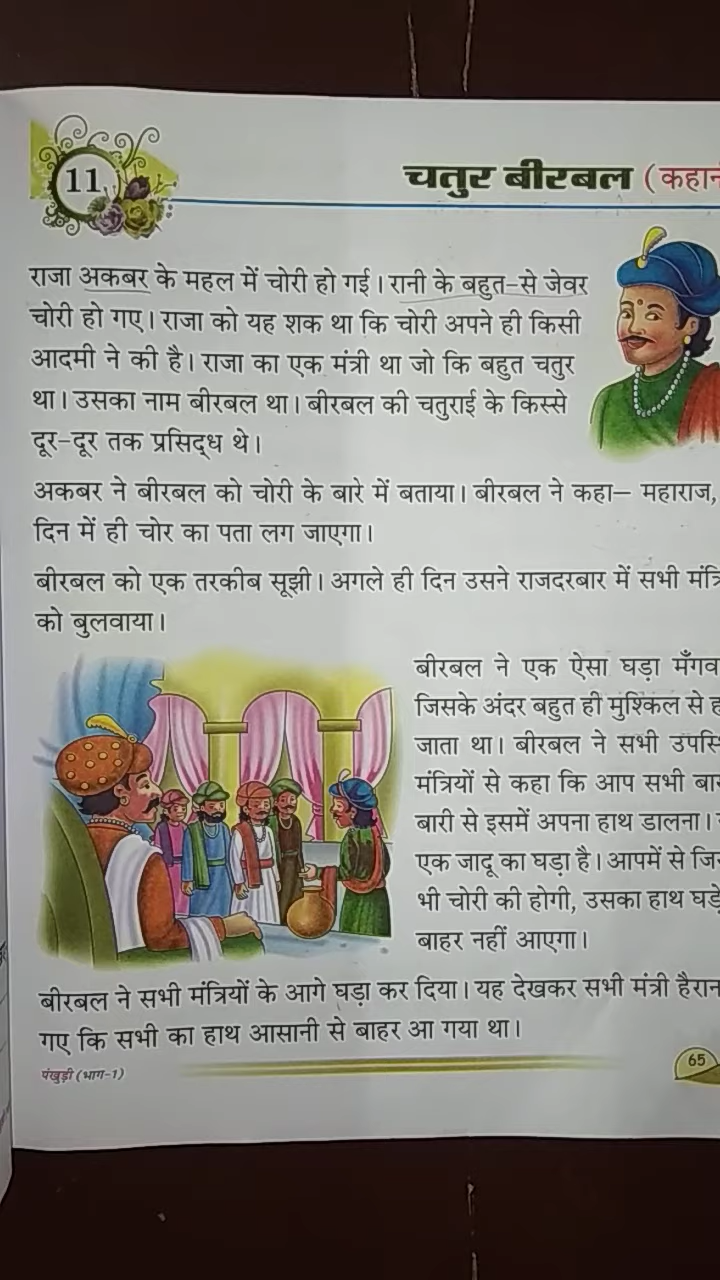 11
चतुर बीरबल
राजा अकबर के महल में चोरी हो गई। रानी के बहुत-से जेवर
चोरी हो गए। राजा को यह शक था कि चोरी अपने ही किसी
आदमी ने की है। राजा का एक मंत्री था जो कि बहुत चतुर
था। उसका नाम बीरबल था। बीरबल की चतुराई के किस्से
दूर-दूर तक प्रसिद्ध थे।
अकबर ने बीरबल को चोरी के बारे में बताया। बीरबल ने कहा– महाराज,
दिन में ही चोर का पता लग जाएगा।
बीरबल को एक तरकीब सूझी। अगले ही दिन उसने राजदरबार में सभी
को बुलवाया।
बीरबल ने एक ऐसा घड़ा
जिसके अंदर बहुत ही मुश्किल से
जाता था। बीरबल ने सभी
मंत्रियों से कहा कि आप सभी
बारी से इसमें अपना हाथ डालना।
एक जादू का घड़ा है। आपमें से
भी चोरी की होगी, उसका हाथ
बाहर नहीं आएगा।
बीरबल ने सभी मंत्रियों के आगे घड़ा कर दिया। यह देखकर सभी मंत्री हैरान
गए कि सभी का हाथ आसानी से बाहर आ गया था।
पंखुड़ी (भाग-1)
65